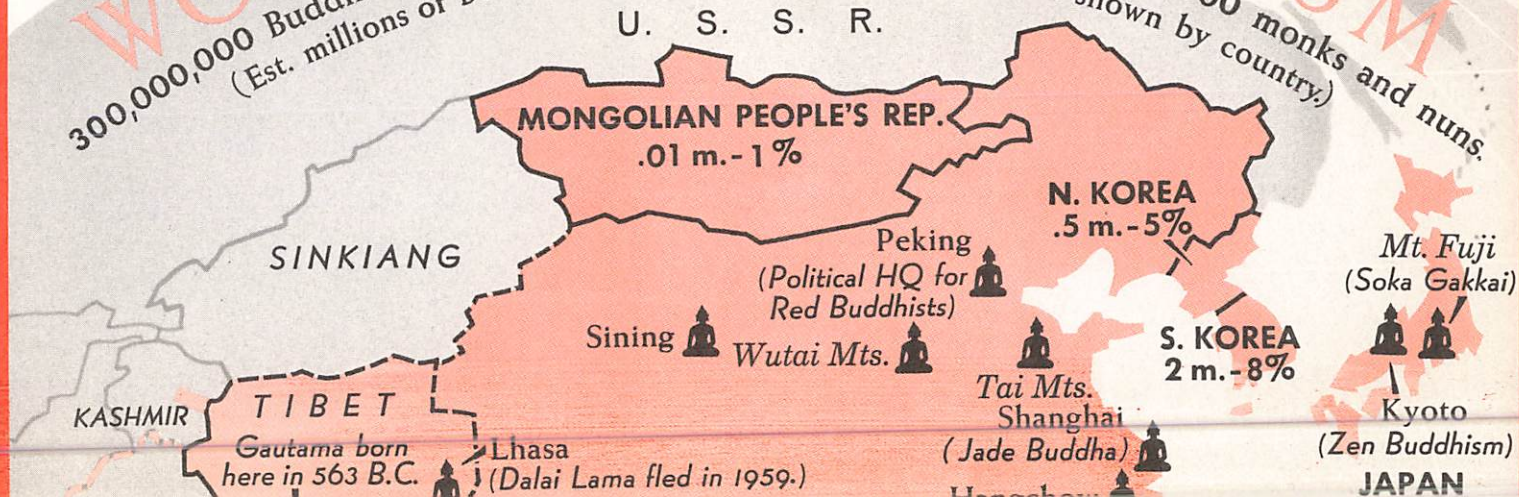 WO
SM
300,000,000
(Est. millions of
00 monks and nuns.
shown by country.)
U. S. S. R.
MONGOLIAN PEOPLE'S REP.
.01 m.-1%
N. KOREA
.5 m.-5%
SINKIANG
Peking
(Political HQ for
Red Buddhists)
Mt. Fuji
(Soka Gakkai)
Sining
Wutai Mts.
S. KOREA
2 m.-8%
Tai Mts.
KASHMIR
TIBET
Shanghai
(Jade Buddha)
Kyoto
(Zen Buddhism)
JAPAN
Gautama born
here in 563 B.C.
Lhasa
(Dalai Lama fled in 1959.)